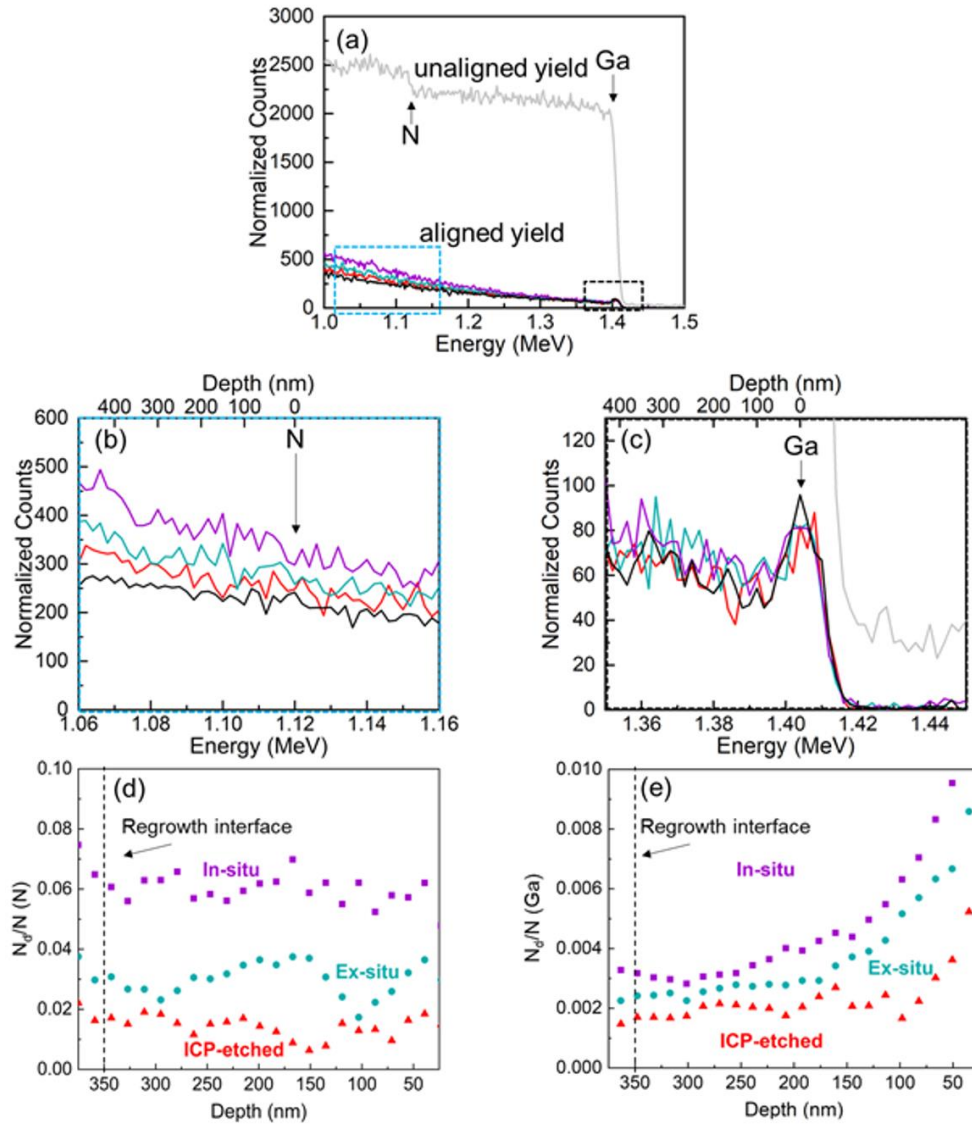 3000
(a)
Ga
2500
unaligned yield
2000
N
1500
Normalized Counts
1000
aligned yield
500
0
1.0 1.1 1.2 1.3 1.4 1.5
Energy (MeV)
Depth (nm)
400 300 200 100 0
600
(b)
N
500
400
300
200
100
0
Normalized Counts
1.06 1.08 1.10 1.12 1.14 1.16
Energy (MeV)
Depth (nm)
400 300 200 100 0
(c)
Ga
120
100
80
60
40
20
0
Normalized Counts
1.36 1.38 1.40 1.42 1.44
Energy (MeV)
0.10
(d)
Regrowth interface
0.08
In-situ
0.06
0.04
Ex-situ
0.02
ICP-etched
0.00
Nd/N (N)
350 300 250 200 150 100 50
Depth (nm)
0.010
(e)
Regrowth interface
0.008
In-situ
0.006
0.004
Ex-situ
0.002
ICP-etched
0.000
Nd/N (Ga)
350 300 250 200 150 100 50
Depth (nm)